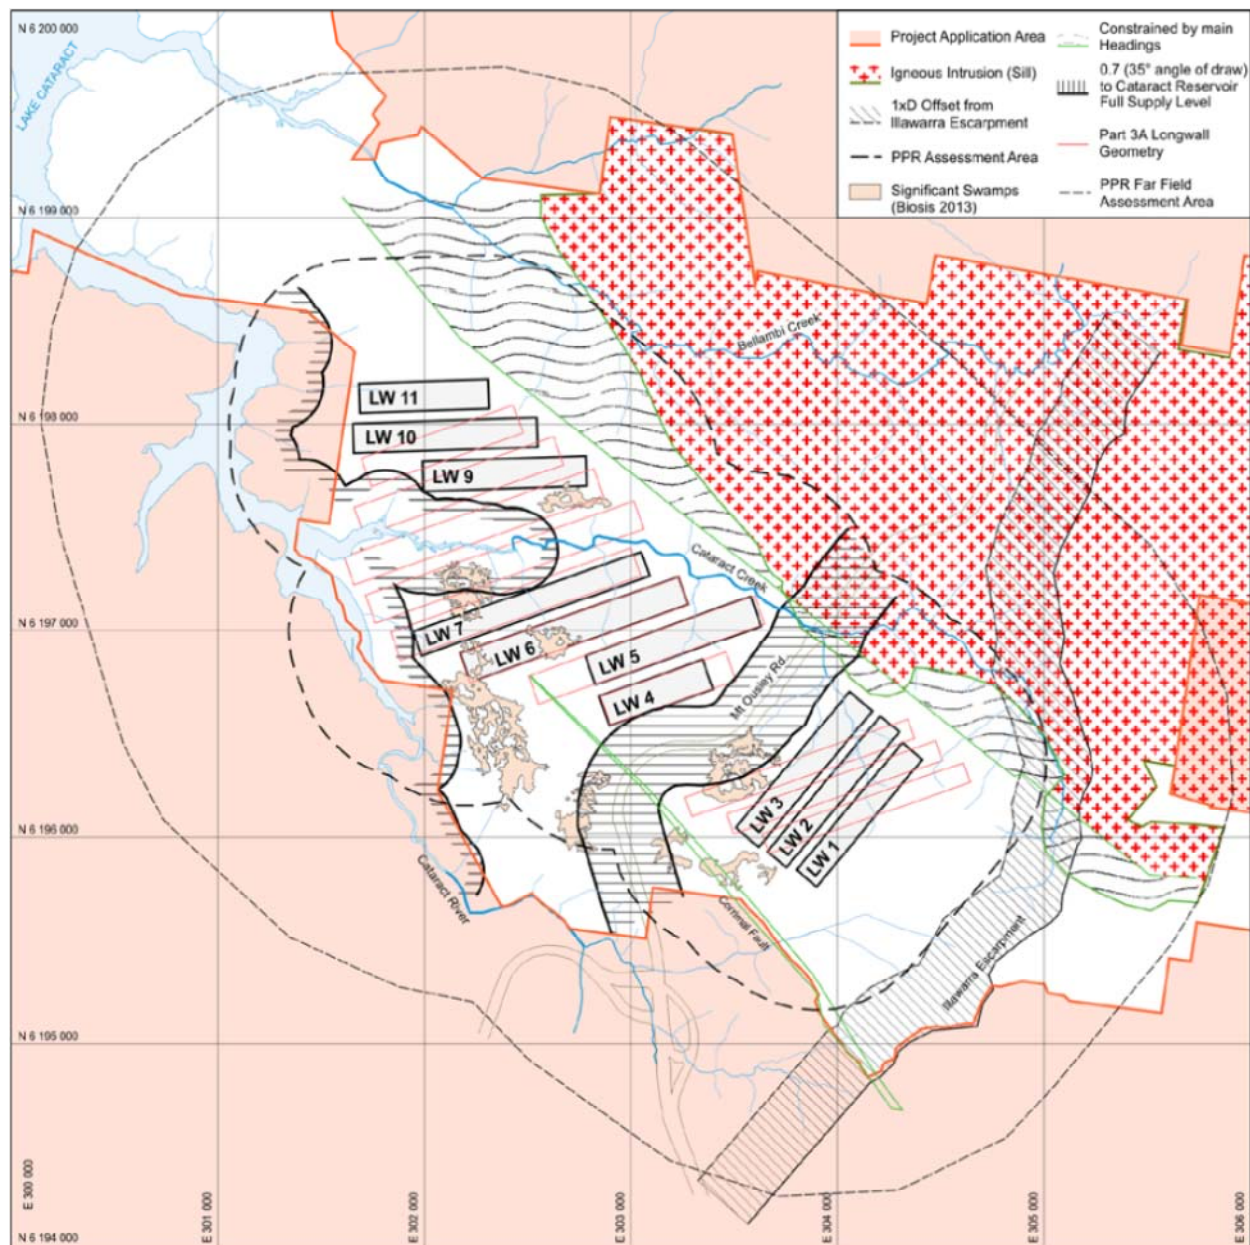 N 6 200 000
LAKE CATARACT
Project Application Area
Igneous Intrusion (Sill)
1xD Offset from
Illawarra Escarpment
PPR Assessment Area
Significant Swamps
(Biosis 2013)
Constrained by main
Headings
0.7 (35° angle of draw)
to Cataract Reservoir
Full Supply Level
Part 3A Longwall
Geometry
PPR Far Field
Assessment Area
N 6 199 000
Bellambi Creek
LW 11
N 6 198 000
LW 10
LW 9
Cataract Creek
N 6 197 000
LW 7
LW 6
LW 5
LW 4
Mt Ousley Rd
LW 3
LW 2
LW 1
N 6 196 000
Cataract River
Corrimal Fault
Illawarra Escarpment
N 6 195 000
E 300 000
E 301 000
E 302 000
E 303 000
E 304 000
E 305 000
E 306 000
N 6 194 000